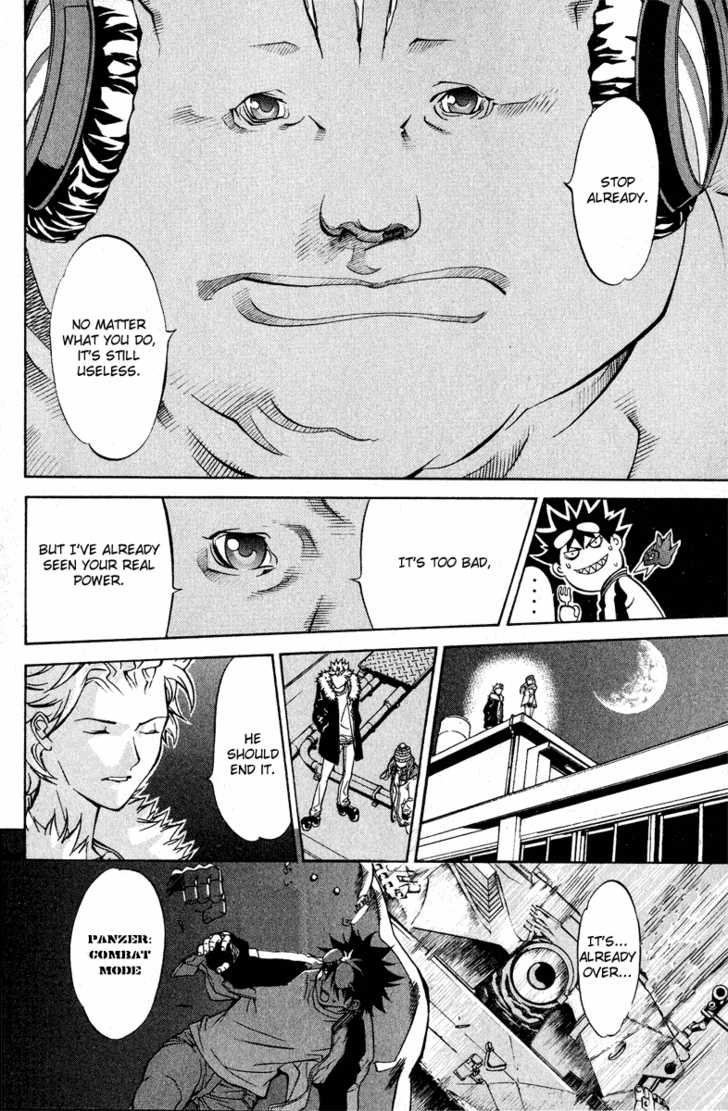 STOP
ALREADY.
NO MATTER
WHAT YOU DO,
IT'S STILL
USELESS.
....
IT'S TOO BAD,
BUT I'VE ALREADY
SEEN YOUR REAL
POWER.
HE
SHOULD
END IT.
IT'S...
ALREADY
OVER...
PANZER:
COMBAT
MODE